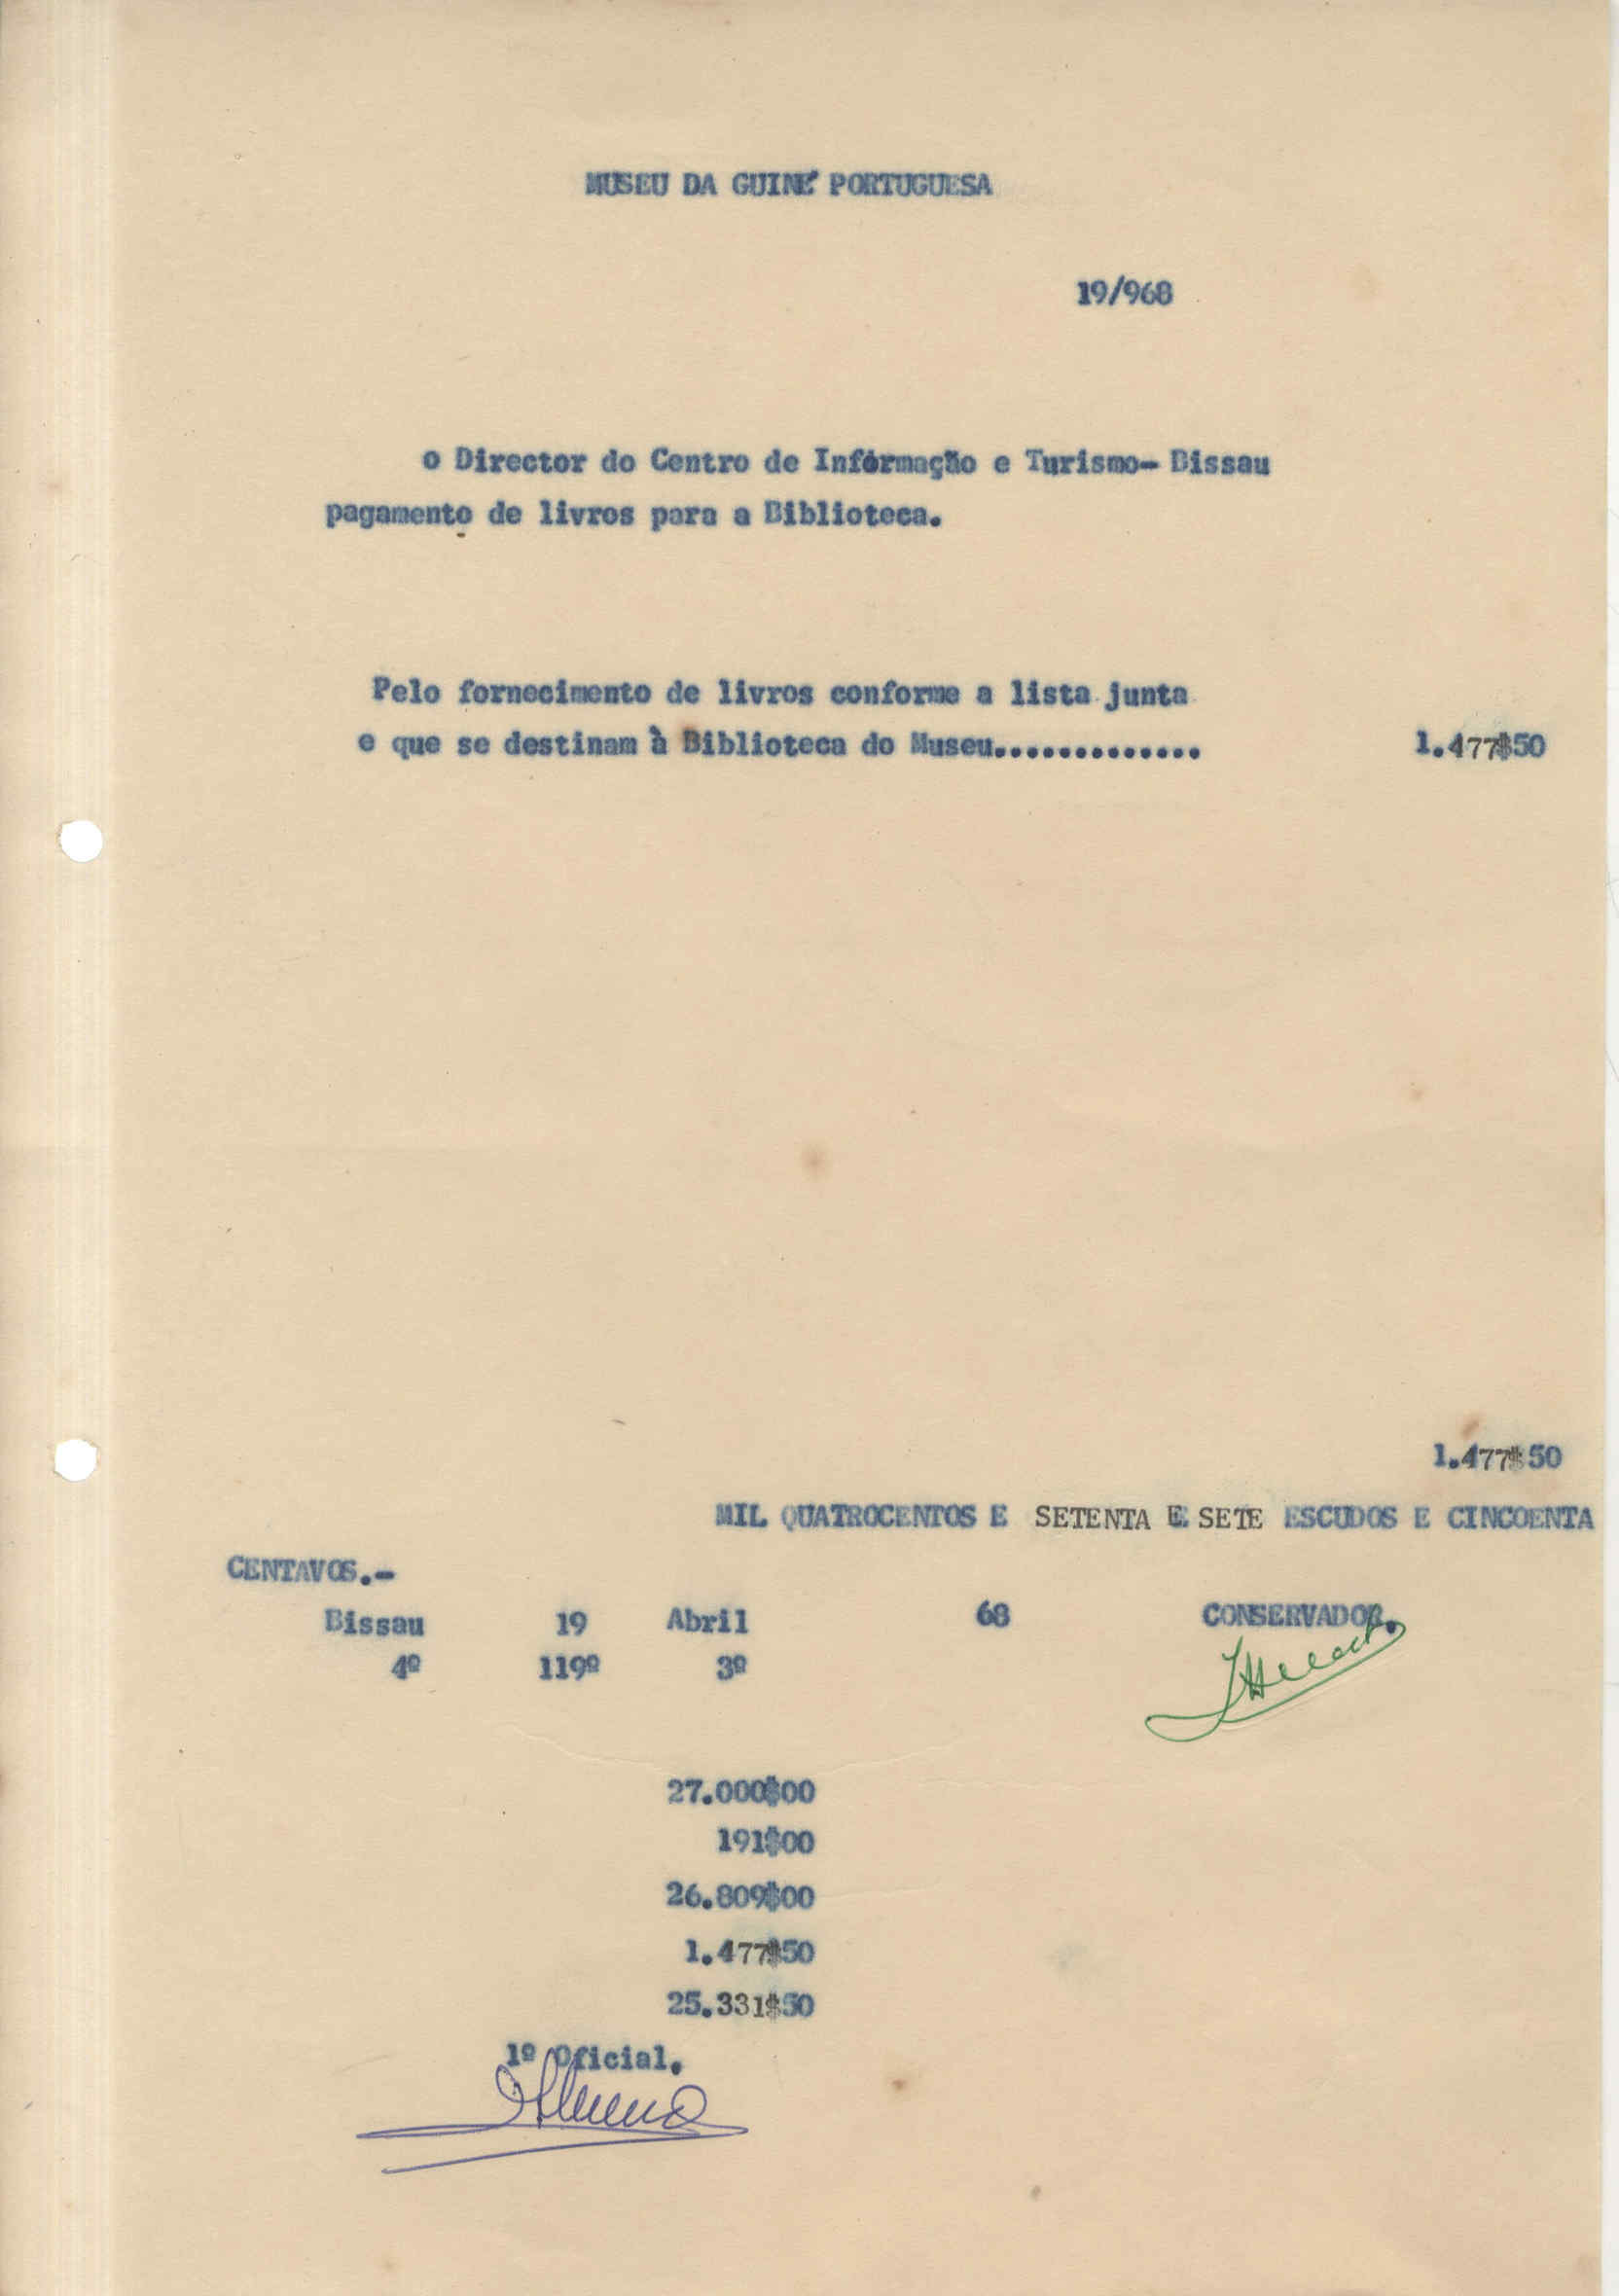 MUSEU DA GUINÉ PORTUGUESA
19/968
o Director do Centro de Informação e Turismo- Bissau
pagamento de livros para a Biblioteca.
Pelo fornecimento de livros conforme a lista junta
e que se destinam à Biblioteca do Museu............. 1.477$50
1.477$50
MIL QUATROCENTOS E SETENTA E SETE ESCUDOS E CINCOENTA
CENTAVOS.-
Bissau 19 Abril 68 CONSERVADOR.
4º 119º 3º
27.000$00
191$00
26.809$00
1.477$50
25.331$50
1º Oficial.